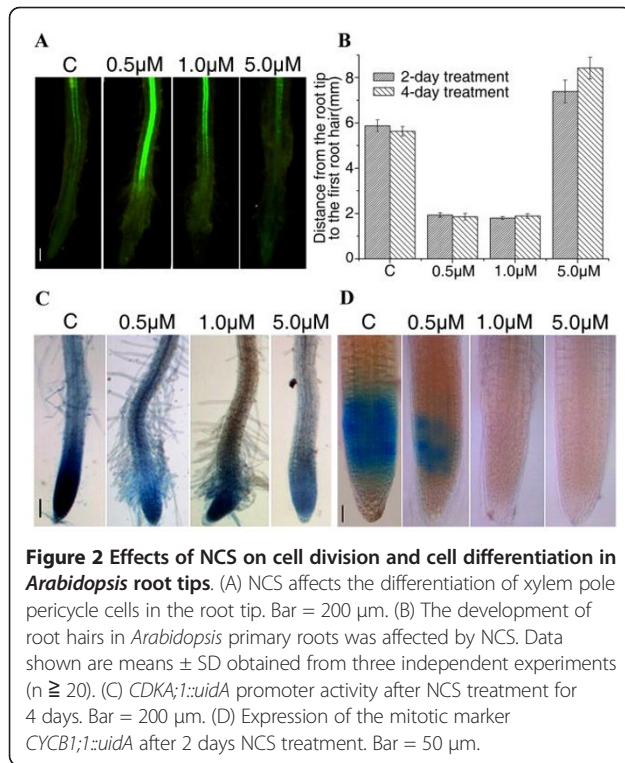 A
C 0.5μM 1.0μM 5.0μM
B
Distance from the root tip
to the first root hair(mm)
8
6
4
2
0
2-day treatment
4-day treatment
C 0.5μM 1.0μM 5.0μM
C
C 0.5μM 1.0μM 5.0μM
D
C 0.5μM 1.0μM 5.0μM
Figure 2 Effects of NCS on cell division and cell differentiation in
Arabidopsis root tips. (A) NCS affects the differentiation of xylem pole
pericycle cells in the root tip. Bar = 200 μm. (B) The development of
root hairs in Arabidopsis primary roots was affected by NCS. Data
shown are means ± SD obtained from three independent experiments
(n ≧ 20). (C) CDKA;1::uidA promoter activity after NCS treatment for
4 days. Bar = 200 μm. (D) Expression of the mitotic marker
CYCB1;1::uidA after 2 days NCS treatment. Bar = 50 μm.